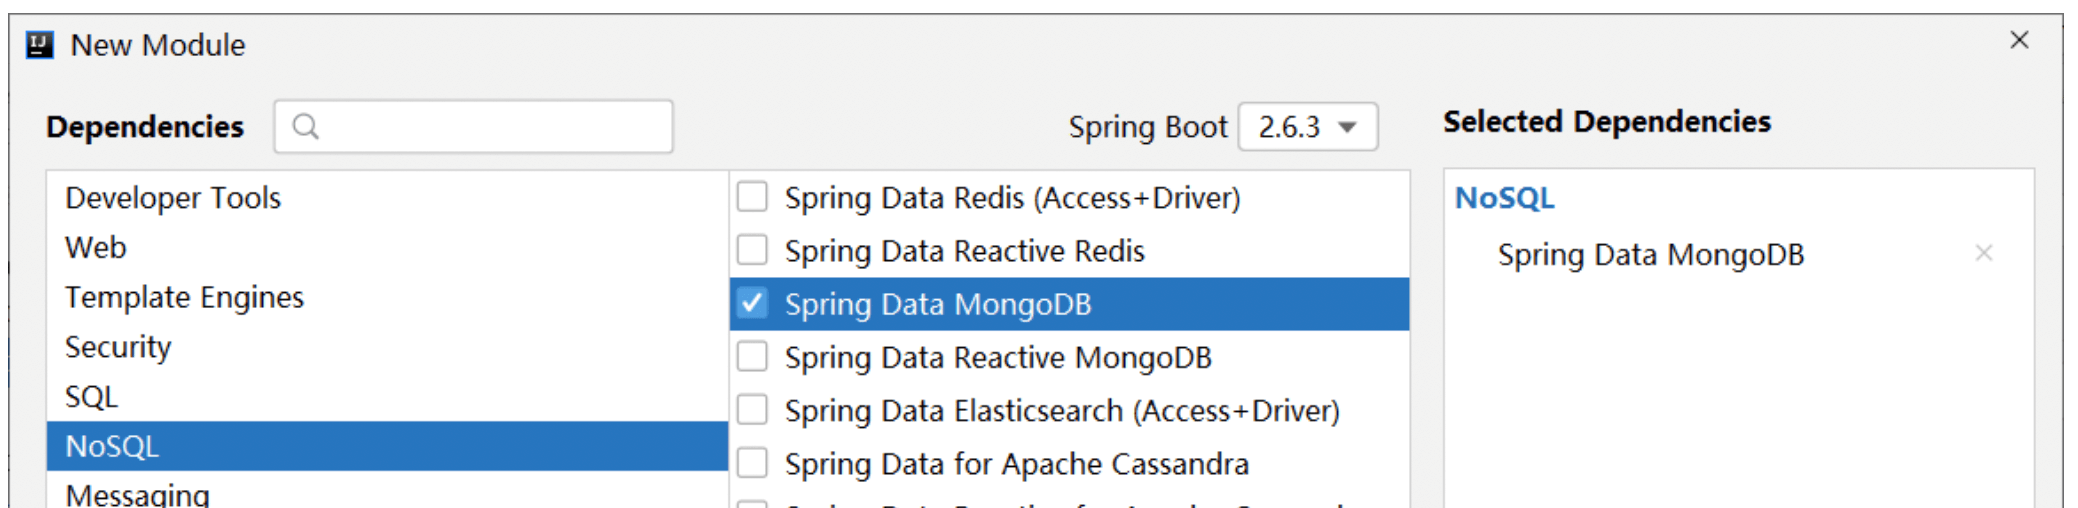 New Module
Dependencies
Spring Boot 2.6.3
Selected Dependencies
Developer Tools
Web
Template Engines
Security
SQL
NoSQL
Messaging
Spring Data Redis (Access+Driver)
Spring Data Reactive Redis
Spring Data MongoDB
Spring Data Reactive MongoDB
Spring Data Elasticsearch (Access+Driver)
Spring Data for Apache Cassandra
NoSQL
Spring Data MongoDB